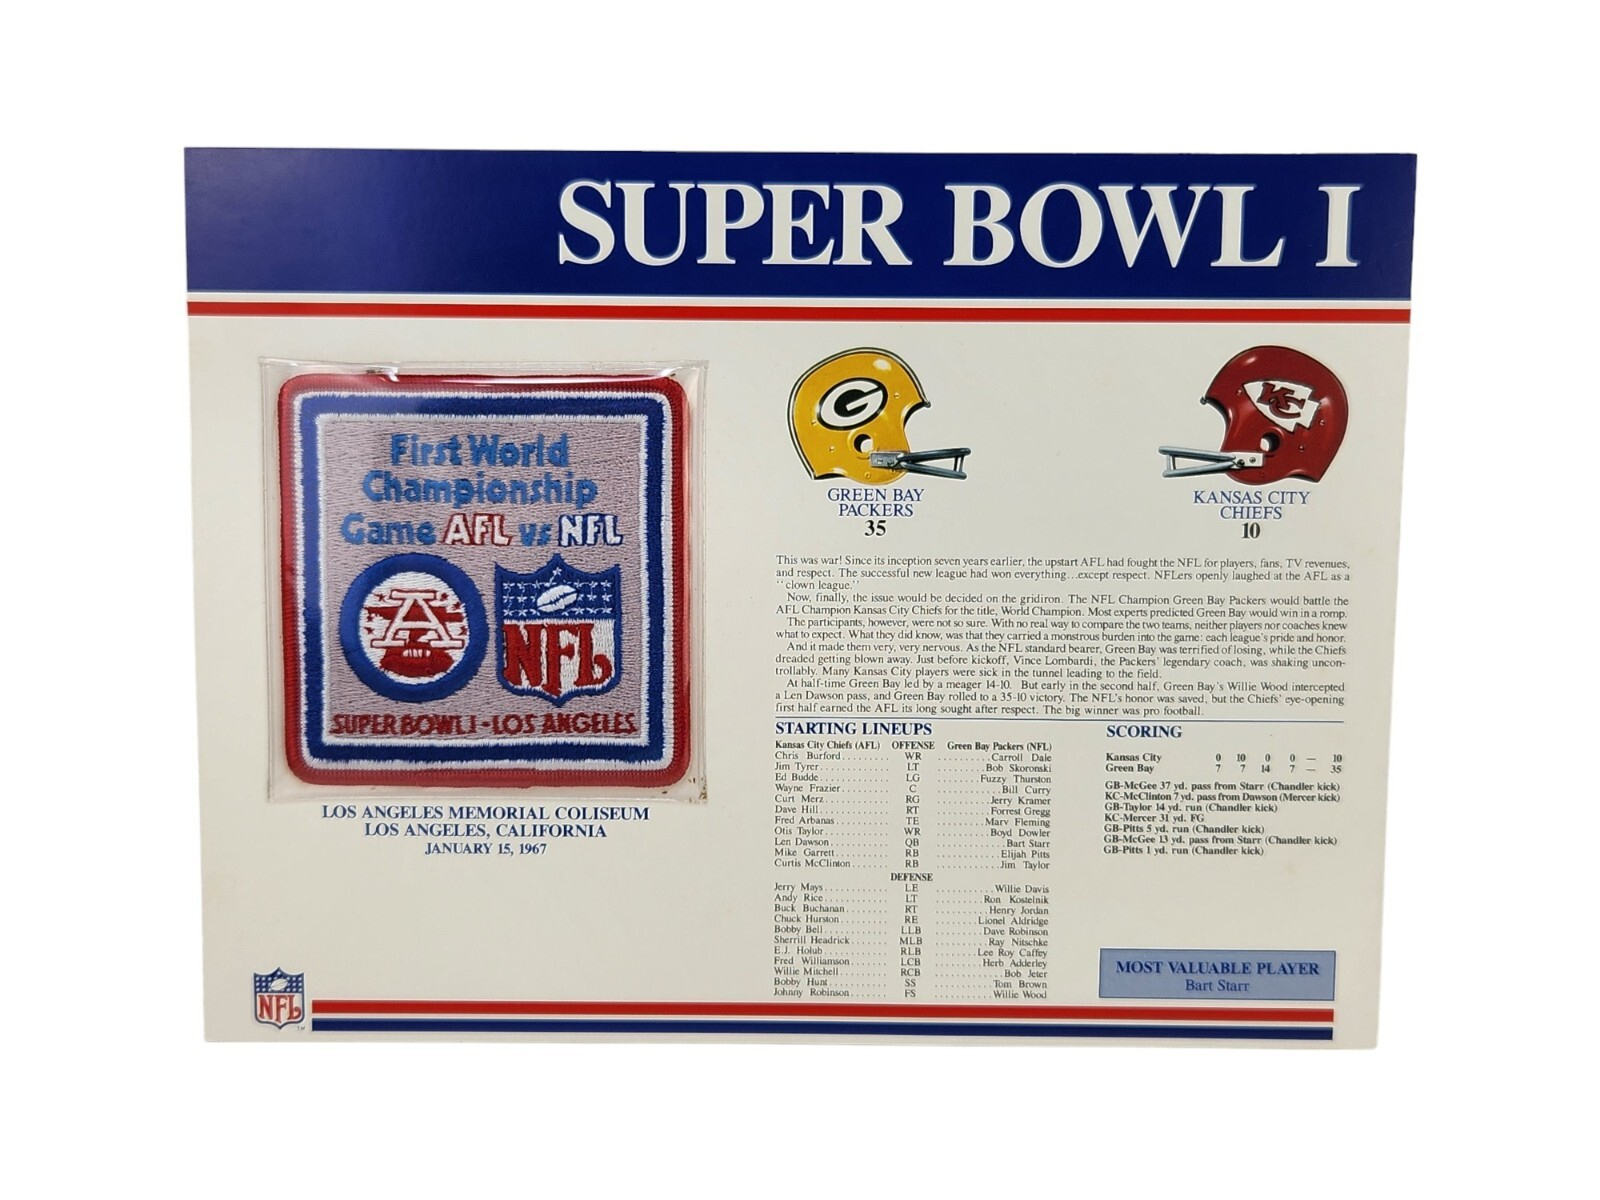 SUPER BOWL I
First World
Championship
Game AFL vs NFL
A
NFL
SUPER BOWL I - LOS ANGELES
LOS ANGELES MEMORIAL COLISEUM
LOS ANGELES, CALIFORNIA
JANUARY 15, 1967
G
GREEN BAY
PACKERS
35
KC
KANSAS CITY
CHIEFS
10
This was war! Since its inception seven years earlier, the upstart AFL had fought the NFL for players, fans, TV revenues,
and respect. The successful new league had won everything...except respect. NFLers openly laughed at the AFL as a
"clown league."
Now, finally, the issue would be decided on the gridiron. The NFL Champion Green Bay Packers would battle the
AFL Champion Kansas City Chiefs for the title, World Champion. Most experts predicted Green Bay would win in a romp.
The participants, however, were not so sure. With no real way to compare the two teams, neither players nor coaches knew
what to expect. What they did know, was that they carried a monstrous burden into the game: each league's pride and honor.
And it made them very, very nervous. As the NFL standard bearer, Green Bay was terrified of losing, while the Chiefs
dreaded getting blown away. Just before kickoff, Vince Lombardi, the Packers' legendary coach, was shaking uncon-
trollably. Many Kansas City players were sick in the tunnel leading to the field.
At half-time Green Bay led by a meager 14-10. But early in the second half, Green Bay's Willie Wood intercepted
a Len Dawson pass, and Green Bay rolled to a 35-10 victory. The NFL's honor was saved, but the Chiefs' eye-opening
first half earned the AFL its long sought after respect. The big winner was pro football.
STARTING LINEUPS
Kansas City Chiefs (AFL) OFFENSE Green Bay Packers (NFL)
Chris Burford......... WR .........Carroll Dale
Jim Tyrer............ LT .........Bob Skoronski
Ed Budde............ LG .........Fuzzy Thurston
Wayne Frazier......... C .........Bill Curry
Curt Merz............ RG .........Jerry Kramer
Dave Hill............ RT .........Forrest Gregg
Fred Arbanas......... TE .........Marv Fleming
Otis Taylor........... WR .........Boyd Dowler
Len Dawson........... QB .........Bart Starr
Mike Garrett.......... RB .........Elijah Pitts
Curtis McClinton....... RB .........Jim Taylor
DEFENSE
Jerry Mays........... LE .........Willie Davis
Andy Rice............ LT .........Ron Kostelnik
Buck Buchanan........ RT .........Henry Jordan
Chuck Hurston........ RE .........Lionel Aldridge
Bobby Bell........... LLB .........Dave Robinson
Sherrill Headrick....... MLB .........Ray Nitschke
E.J. Holub........... RLB .........Lee Roy Caffey
Fred Williamson....... LCB .........Herb Adderley
Willie Mitchell........ RCB .........Bob Jeter
Bobby Hunt.......... SS .........Tom Brown
Johnny Robinson...... FS .........Willie Wood
SCORING
Kansas City 0 10 0 0 — 10
Green Bay 7 7 14 7 — 35
GB-McGee 37 yd. pass from Starr (Chandler kick)
KC-McClinton 7 yd. pass from Dawson (Mercer kick)
GB-Taylor 14 yd. run (Chandler kick)
KC-Mercer 31 yd. FG
GB-Pitts 5 yd. run (Chandler kick)
GB-McGee 13 yd. pass from Starr (Chandler kick)
GB-Pitts 1 yd. run (Chandler kick)
MOST VALUABLE PLAYER
Bart Starr
NFL
TM